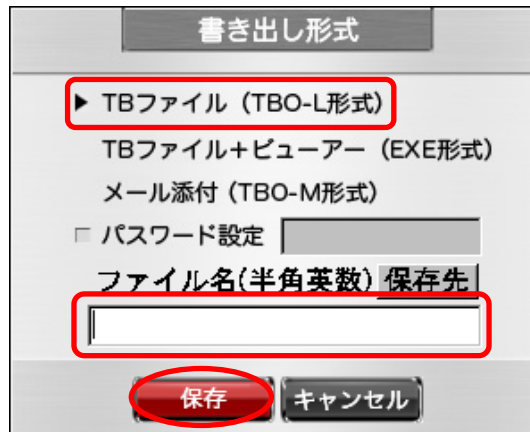 書き出し形式
TBファイル（TBO-L形式）
TBファイル＋ビューアー（EXE形式）
メール添付（TBO-M形式）
パスワード設定
ファイル名(半角英数) 保存先
保存 キャンセル